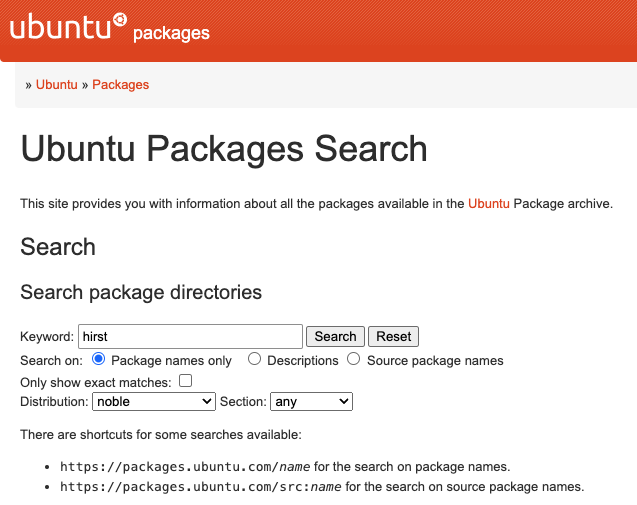 ubuntu packages
» Ubuntu » Packages
Ubuntu Packages Search
This site provides you with information about all the packages available in the Ubuntu Package archive.
Search
Search package directories
Keyword: hirst Search Reset
Search on: Package names only Descriptions Source package names
Only show exact matches:
Distribution: noble Section: any
There are shortcuts for some searches available:
• https://packages.ubuntu.com/name for the search on package names.
• https://packages.ubuntu.com/src:name for the search on source package names.